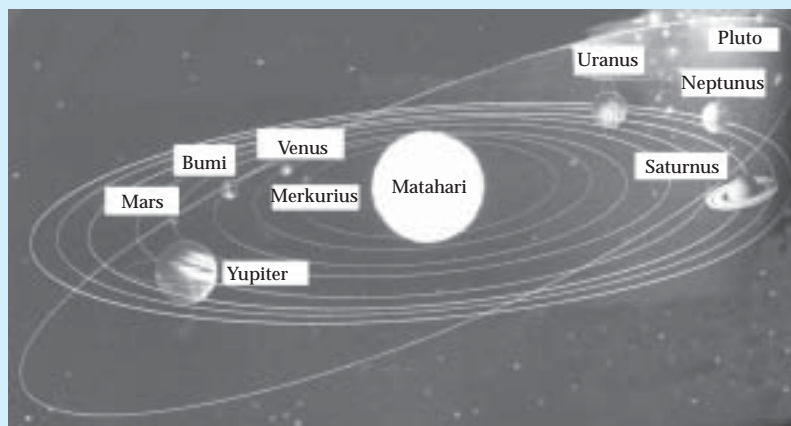 Pluto
Uranus
Neptunus
Venus
Bumi
Saturnus
Merkurius
Matahari
Mars
Yupiter